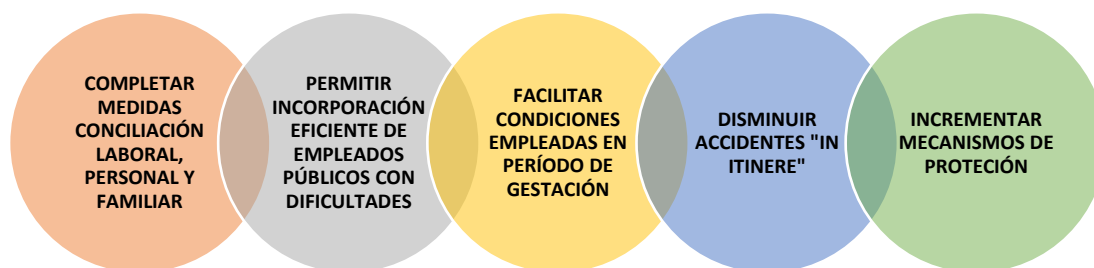 COMPLETAR
MEDIDAS
CONCILIACIÓN
LABORAL,
PERSONAL Y
FAMILIAR
PERMITIR
INCORPORACIÓN
EFICIENTE DE
EMPLEADOS
PÚBLICOS CON
DIFICULTADES
FACILITAR
CONDICIONES
EMPLEADAS EN
PERÍODO DE
GESTACIÓN
DISMINUIR
ACCIDENTES "IN
ITINERE"
INCREMENTAR
MECANISMOS DE
PROTECIÓN